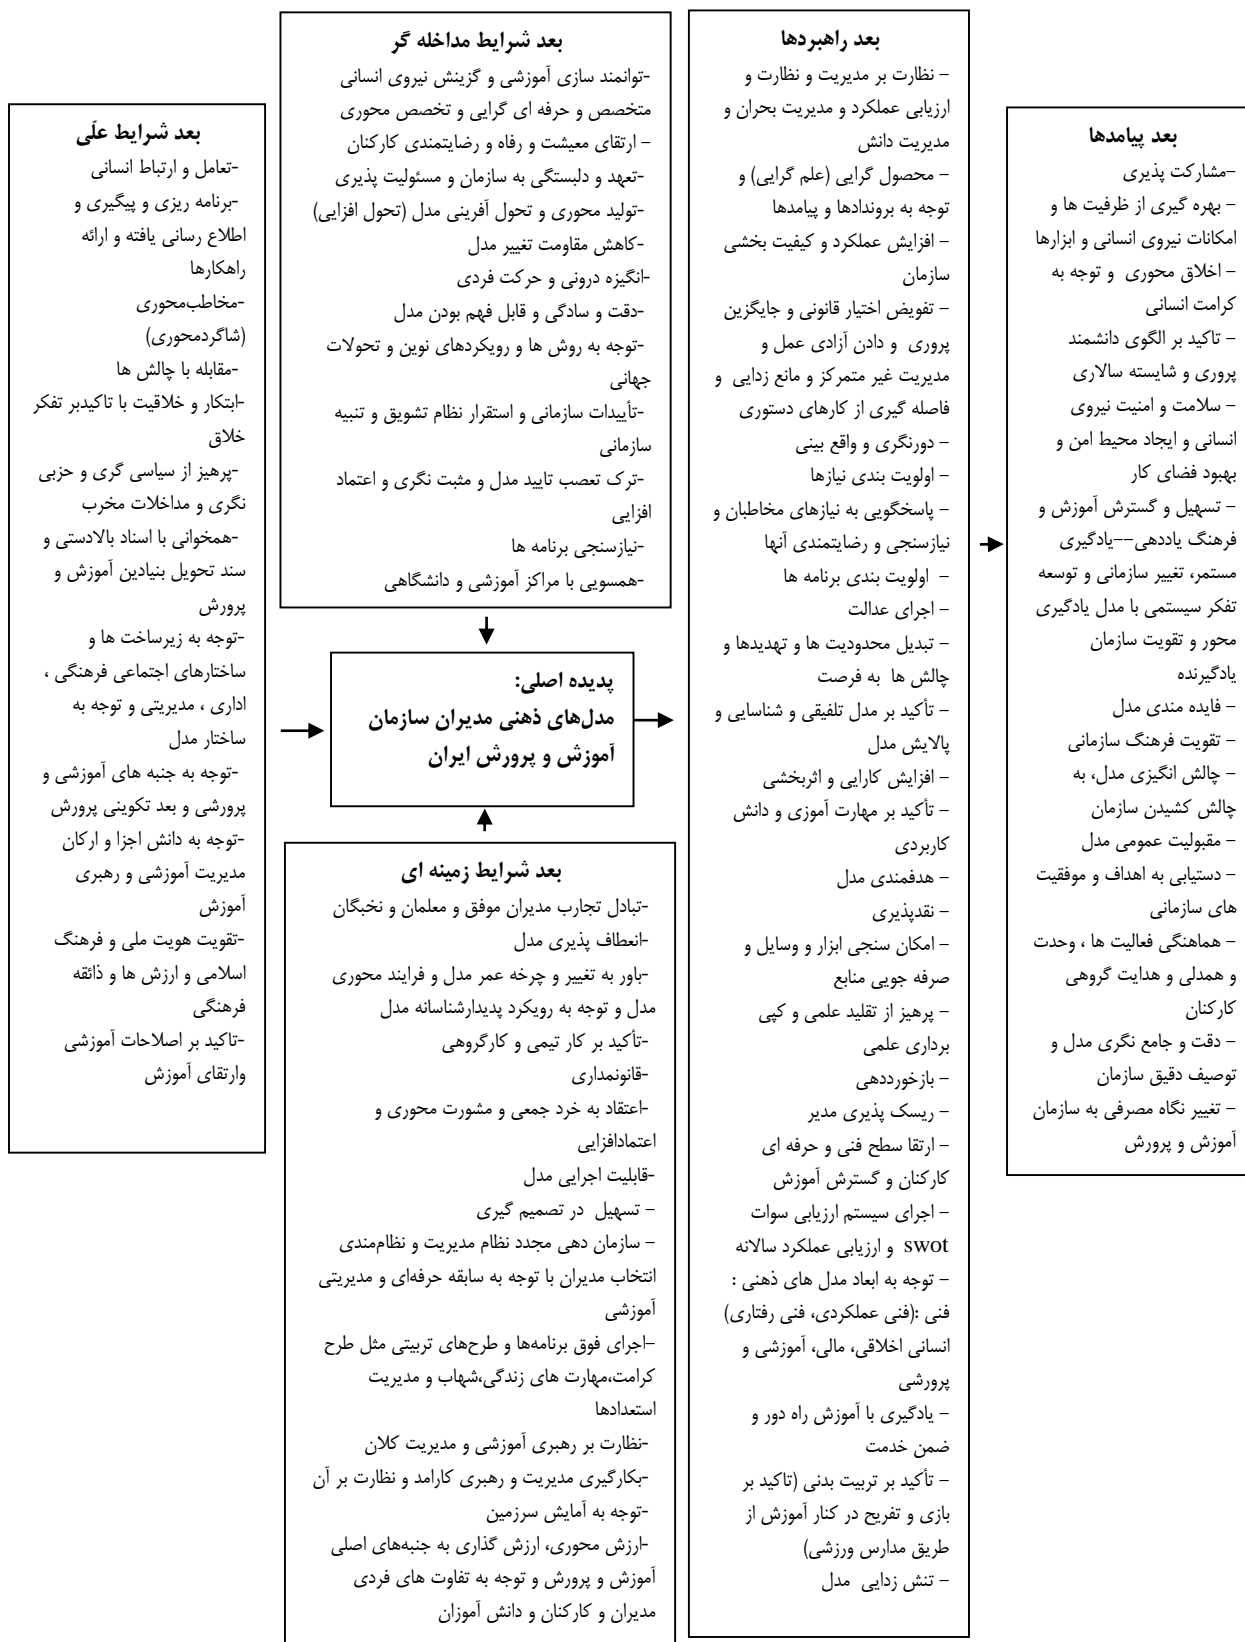 بعد شرایط علّی
-تعامل و ارتباط انسانی
-برنامه ریزی و پیگیری و
اطلاع رسانی یافته و ارائه
راهکارها
-مخاطب‌محوری
(شاگردمحوری)
-مقابله با چالش ها
-ابتکار و خلاقیت با تاکیدبر تفکر
خلاق
-پرهیز از سیاسی گری و حزبی
نگری و مداخلات مخرب
-همخوانی با اسناد بالادستی و
سند تحویل بنیادین آموزش و
پرورش
-توجه به زیرساخت ها و
ساختارهای اجتماعی فرهنگی ،
اداری ، مدیریتی و توجه به
ساختار مدل
-توجه به جنبه های آموزشی و
پرورشی و بعد تکوینی پرورش
-توجه به دانش اجزا و ارکان
مدیریت آموزشی و رهبری
آموزش
-تقویت هویت ملی و فرهنگ
اسلامی و ارزش ها و ذائقه
فرهنگی
-تاکید بر اصلاحات آموزشی
وارتقای آموزش
بعد شرایط مداخله گر
-توانمند سازی آموزشی و گزینش نیروی انسانی
متخصص و حرفه ای گرایی و تخصص محوری
– ارتقای معیشت و رفاه و رضایتمندی کارکنان
-تعهد و دلبستگی به سازمان و مسئولیت پذیری
-تولید محوری و تحول آفرینی مدل (تحول افزایی)
-کاهش مقاومت تغییر مدل
-انگیزه درونی و حرکت فردی
-دقت و سادگی و قابل فهم بودن مدل
-توجه به روش ها و رویکردهای نوین و تحولات
جهانی
-تأییدات سازمانی و استقرار نظام تشویق و تنبیه
سازمانی
-ترک تعصب تایید مدل و مثبت نگری و اعتماد
افزایی
-نیازسنجی برنامه ها
-همسویی با مراکز آموزشی و دانشگاهی
پدیده اصلی:
مدل‌های ذهنی مدیران سازمان
آموزش و پرورش ایران
بعد شرایط زمینه ای
-تبادل تجارب مدیران موفق و معلمان و نخبگان
-انعطاف پذیری مدل
-باور به تغییر و چرخه عمر مدل و فرایند محوری
مدل و توجه به رویکرد پدیدارشناسانه مدل
-تأکید بر کار تیمی و کارگروهی
-قانونمداری
-اعتقاد به خرد جمعی و مشورت محوری و
اعتمادافزایی
-قابلیت اجرایی مدل
– تسهیل در تصمیم گیری
– سازمان دهی مجدد نظام مدیریت و نظام‌مندی
انتخاب مدیران با توجه به سابقه حرفه‌ای و مدیریتی
آموزشی
–اجرای فوق برنامه‌ها و طرح‌های تربیتی مثل طرح
کرامت،مهارت های زندگی،شهاب و مدیریت
استعدادها
-نظارت بر رهبری آموزشی و مدیریت کلان
-بکارگیری مدیریت و رهبری کارامد و نظارت بر آن
-توجه به آمایش سرزمین
-ارزش محوری، ارزش گذاری به جنبه‌های اصلی
آموزش و پرورش و توجه به تفاوت های فردی
مدیران و کارکنان و دانش آموزان
بعد راهبردها
– نظارت بر مدیریت و نظارت و
ارزیابی عملکرد و مدیریت بحران و
مدیریت دانش
– محصول گرایی (علم گرایی) و
توجه به بروندادها و پیامدها
– افزایش عملکرد و کیفیت بخشی
سازمان
– تفویض اختیار قانونی و جایگزین
پروری و دادن آزادی عمل و
مدیریت غیر متمرکز و مانع زدایی و
فاصله گیری از کارهای دستوری
– دورنگری و واقع بینی
– اولویت بندی نیازها
– پاسخگویی به نیازهای مخاطبان و
نیازسنجی و رضایتمندی آنها
– اولویت بندی برنامه ها
– اجرای عدالت
– تبدیل محدودیت ها و تهدیدها و
چالش ها به فرصت
– تأکید بر مدل تلفیقی و شناسایی و
پالایش مدل
– افزایش کارایی و اثربخشی
– تأکید بر مهارت آموزی و دانش
کاربردی
– هدفمندی مدل
– نقدپذیری
– امکان سنجی ابزار و وسایل و
صرفه جویی منابع
– پرهیز از تقلید علمی و کپی
برداری علمی
– بازخورددهی
– ریسک پذیری مدیر
– ارتقا سطح فنی و حرفه ای
کارکنان و گسترش آموزش
– اجرای سیستم ارزیابی سوات
swot و ارزیابی عملکرد سالانه
– توجه به ابعاد مدل های ذهنی :
فنی :(فنی عملکردی، فنی رفتاری)
انسانی اخلاقی، مالی، آموزشی و
پرورشی
– یادگیری با آموزش راه دور و
ضمن خدمت
– تأکید بر تربیت بدنی (تاکید بر
بازی و تفریح در کنار آموزش از
طریق مدارس ورزشی)
– تنش زدایی مدل
بعد پیامدها
–مشارکت پذیری
– بهره گیری از ظرفیت ها و
امکانات نیروی انسانی و ابزارها
– اخلاق محوری و توجه به
کرامت انسانی
– تاکید بر الگوی دانشمند
پروری و شایسته سالاری
– سلامت و امنیت نیروی
انسانی و ایجاد محیط امن و
بهبود فضای کار
– تسهیل و گسترش آموزش و
فرهنگ یاددهی––یادگیری
مستمر، تغییر سازمانی و توسعه
تفکر سیستمی با مدل یادگیری
محور و تقویت سازمان
یادگیرنده
– فایده مندی مدل
– تقویت فرهنگ سازمانی
– چالش انگیزی مدل، به
چالش کشیدن سازمان
– مقبولیت عمومی مدل
– دستیابی به اهداف و موفقیت
های سازمانی
– هماهنگی فعالیت ها ، وحدت
و همدلی و هدایت گروهی
کارکنان
– دقت و جامع نگری مدل و
توصیف دقیق سازمان
– تغییر نگاه مصرفی به سازمان
آموزش و پرورش